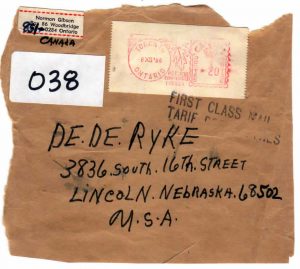 Norman Gibson
86 Woodbridge
Ontario
CANADA
038
ONTARIO
FIRST CLASS MAIL
TARIF
DE. DE. RYKE
3836. South. 16TH. STREET
LINCOLN. NEBRASKA. 68502
U.S.A.